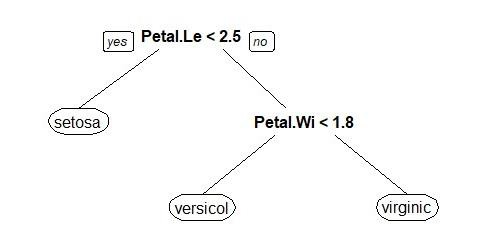 yes Petal.Le < 2.5 no
setosa
Petal.Wi < 1.8
versicol
virginic